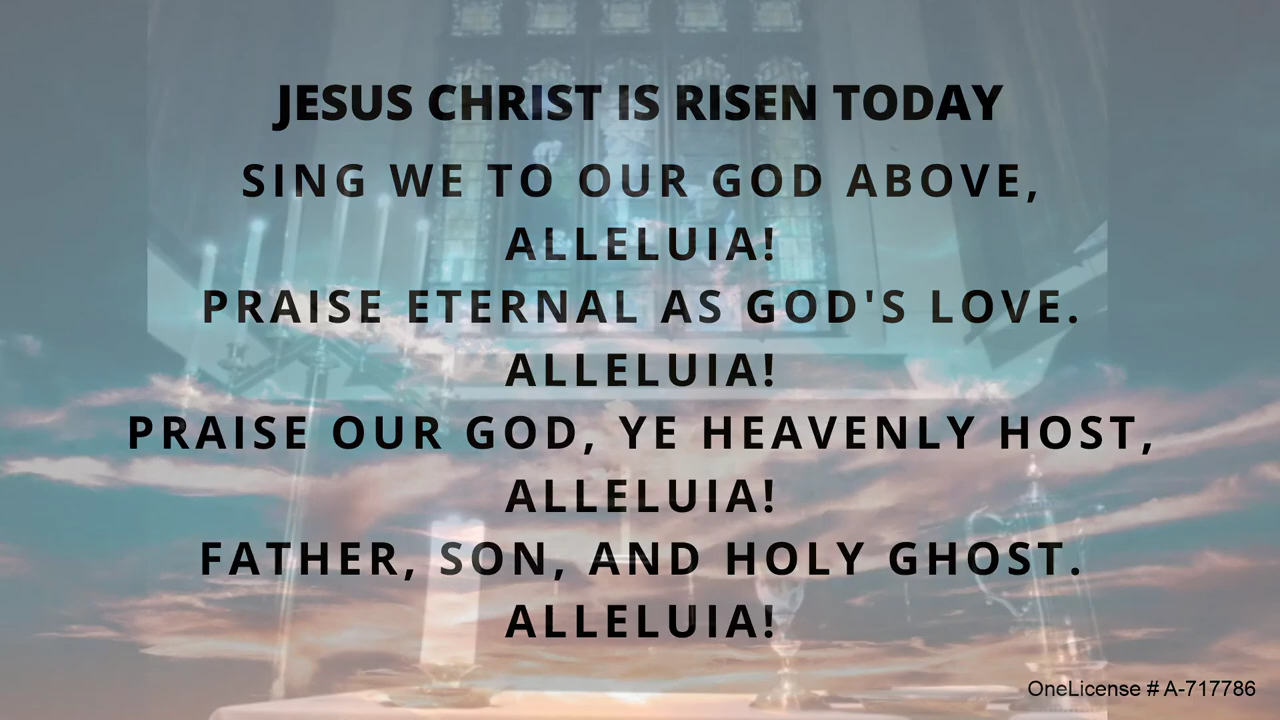 JESUS CHRIST IS RISEN TODAY
SING WE TO OUR GOD ABOVE,
ALLELUIA!
PRAISE ETERNAL AS GOD'S LOVE.
ALLELUIA!
PRAISE OUR GOD, YE HEAVENLY HOST,
ALLELUIA!
FATHER, SON, AND HOLY GHOST.
ALLELUIA!
OneLicense # A-717786